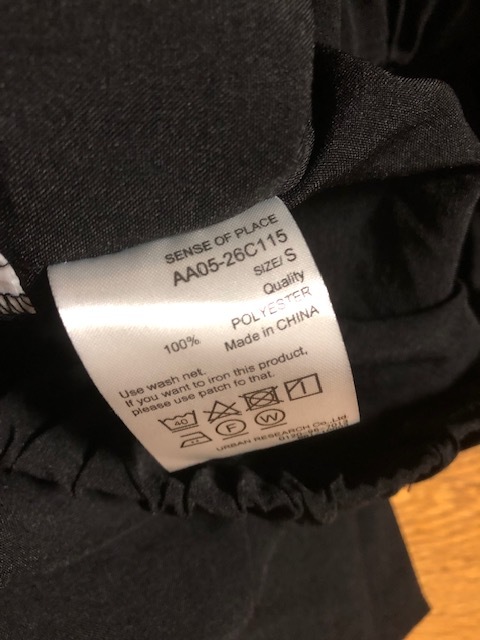 SENSE OF PLACE
AA05-26C115
SIZE/ S
Quality
100% POLYESTER
Made in CHINA
Use wash net.
If you want to iron this product,
please use patch fo that.
40
F W
URBAN RESEARCH Co.,Ltd